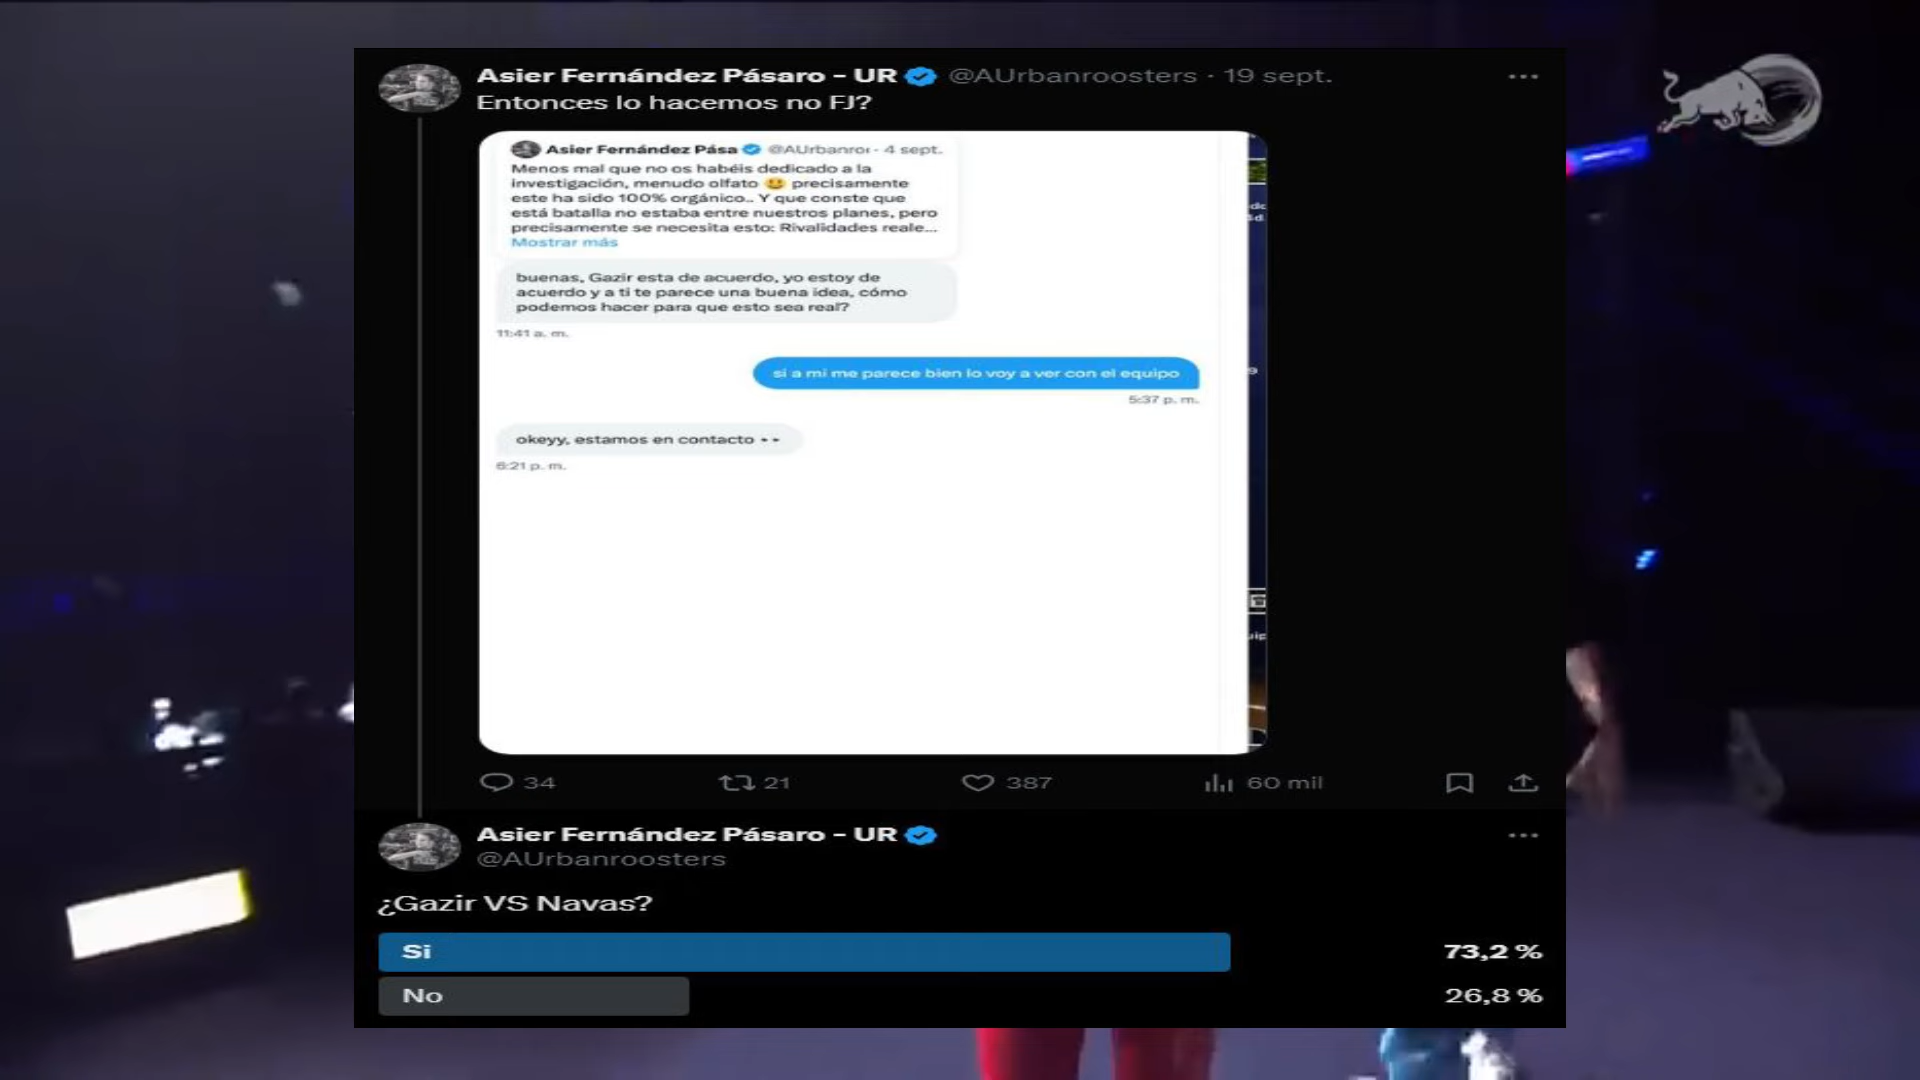 Asier Fernández Pásaro - UR @AUrbanroosters · 19 sept.
Entonces lo hacemos no FJ?
Asier Fernández Pása @AUrbanro · 4 sept.
Menos mal que no os habéis dedicado a la
investigación, menudo olfato 😃 precisamente
este ha sido 100% orgánico.. Y que conste que
está batalla no estaba entre nuestros planes, pero
precisamente se necesita esto: Rivalidades reale...
Mostrar más
buenas, Gazir esta de acuerdo, yo estoy de
acuerdo y a ti te parece una buena idea, cómo
podemos hacer para que esto sea real?
11:41 a. m.
si a mi me parece bien lo voy a ver con el equipo
5:37 p. m.
okeyy, estamos en contacto 👀
6:21 p. m.
34 21 387 60 mil
Asier Fernández Pásaro - UR
@AUrbanroosters
¿Gazir VS Navas?
Si 73,2 %
No 26,8 %